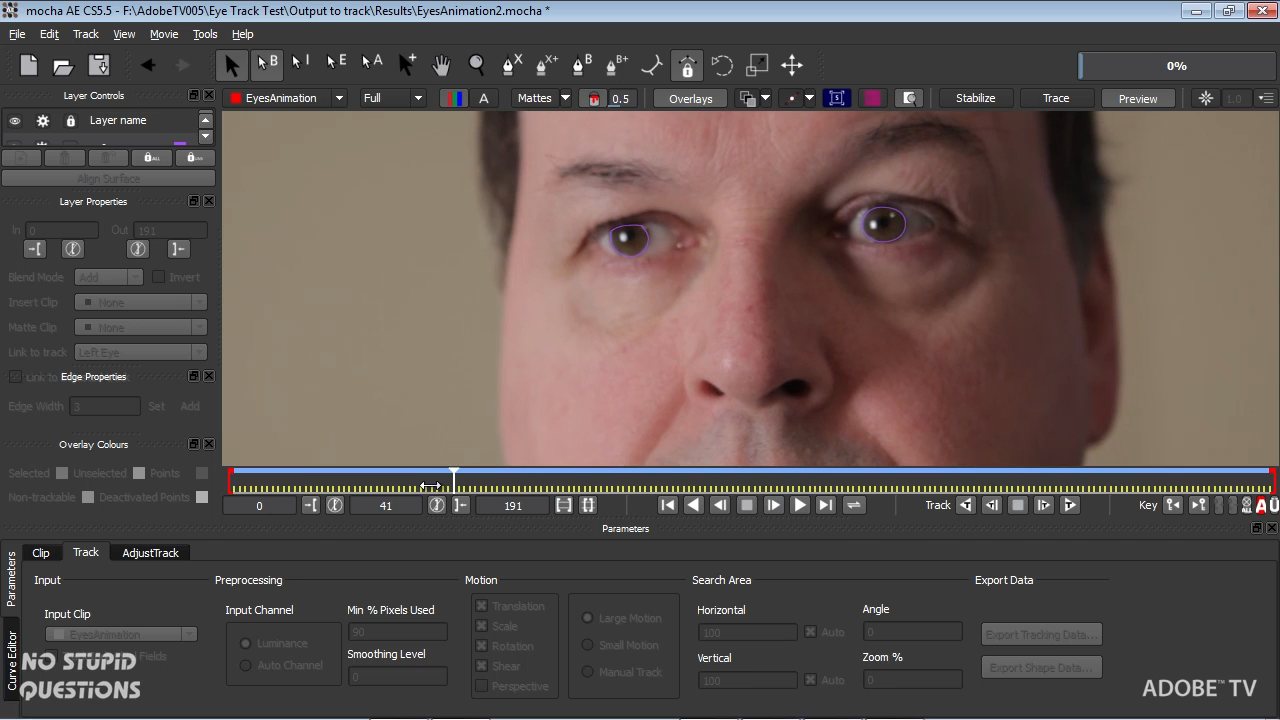 mocha AE CS5.5 - F:\AdobeTV005\Eye Track Test\Output to track\Results\EyesAnimation2.mocha *
File Edit Track View Movie Tools Help
0%
Layer Controls
EyesAnimation Full A Mattes 0.5 Overlays Stabilize Trace Preview 1.0
Layer name
Align Surface
Layer Properties
In 0 Out 191
Blend Mode Add Invert
Insert Clip None
Matte Clip None
Link to track Left Eye
Edge Properties
Edge Width 3 Set Add
Overlay Colours
Selected Unselected Points
Non-trackable Deactivated Points
0 41 191 Track Key
Parameters
Clip Track AdjustTrack
Parameters
Curve Editor
Input Preprocessing Motion Search Area Export Data
Input Clip
EyesAnimation
Fields
Input Channel
Luminance
Auto Channel
Min % Pixels Used
90
Smoothing Level
0
Translation
Scale
Rotation
Shear
Perspective
Large Motion
Small Motion
Manual Track
Horizontal
100 Auto
Vertical
100 Auto
Angle
0
Zoom %
0
Export Tracking Data...
Export Shape Data...
NO STUPID
QUESTIONS
ADOBE™ TV